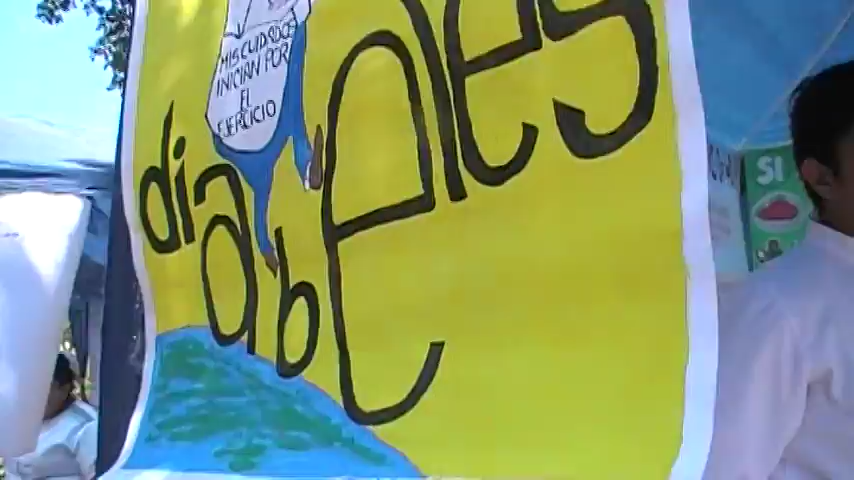 MIS CUIDADOS
INICIAN POR
EL
EJERCICIO
diabetes
SI